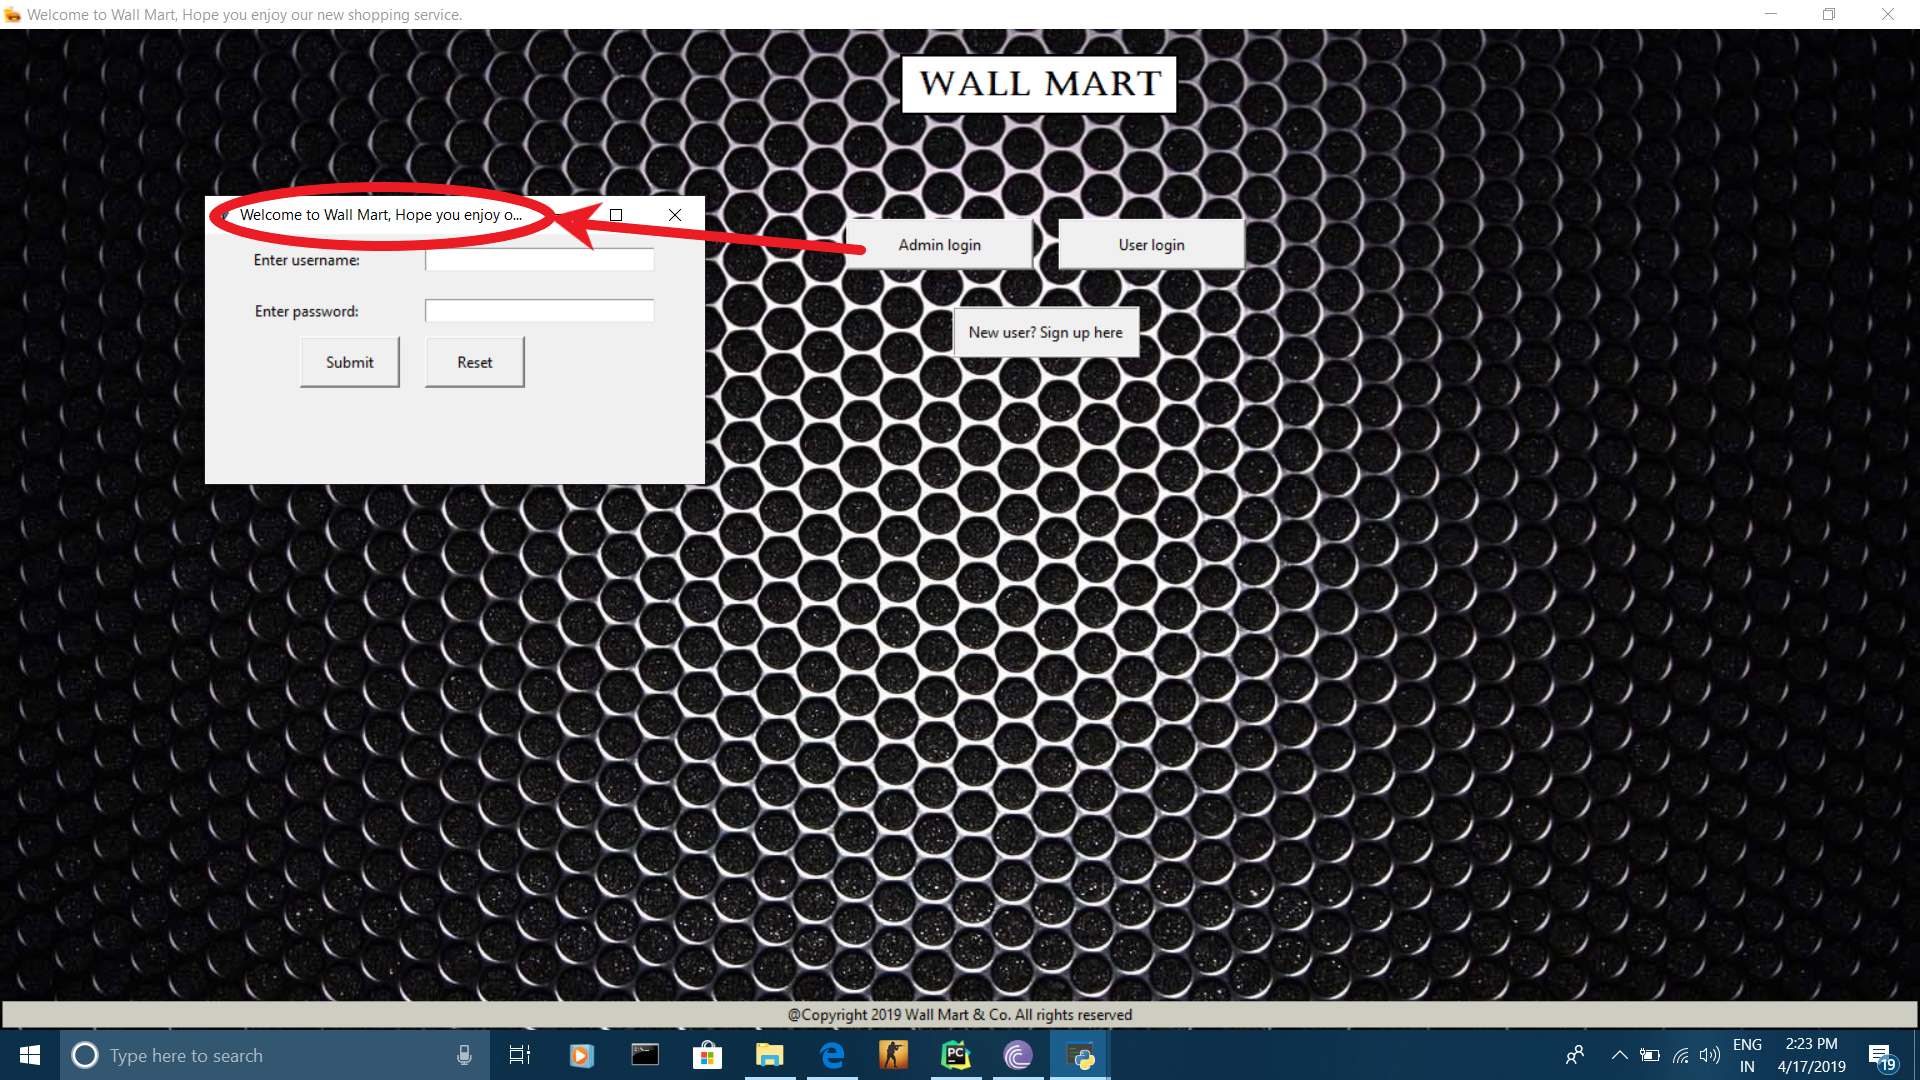 Welcome to Wall Mart, Hope you enjoy our new shopping service.
WALL MART
Welcome to Wall Mart, Hope you enjoy o...
Enter username:
Enter password:
Submit
Reset
Admin login
User login
New user? Sign up here
@Copyright 2019 Wall Mart & Co. All rights reserved
Type here to search
PC
ENG
IN
2:23 PM
4/17/2019
19